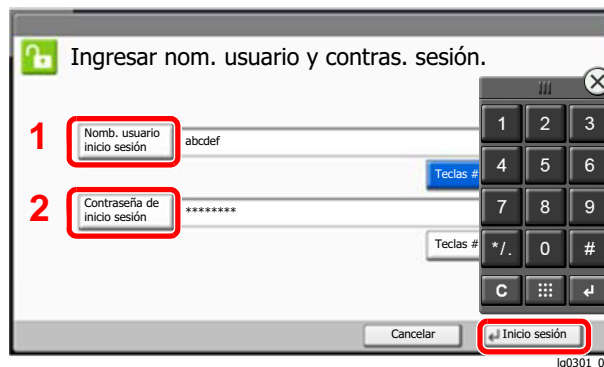 Ingresar nom. usuario y contras. sesión.
1
Nomb. usuario
inicio sesión
abcdef
Teclas #
2
Contraseña de
inicio sesión
********
Teclas #
1 2 3
4 5 6
7 8 9
*/. 0 #
C
Cancelar
Inicio sesión
lg0301_0